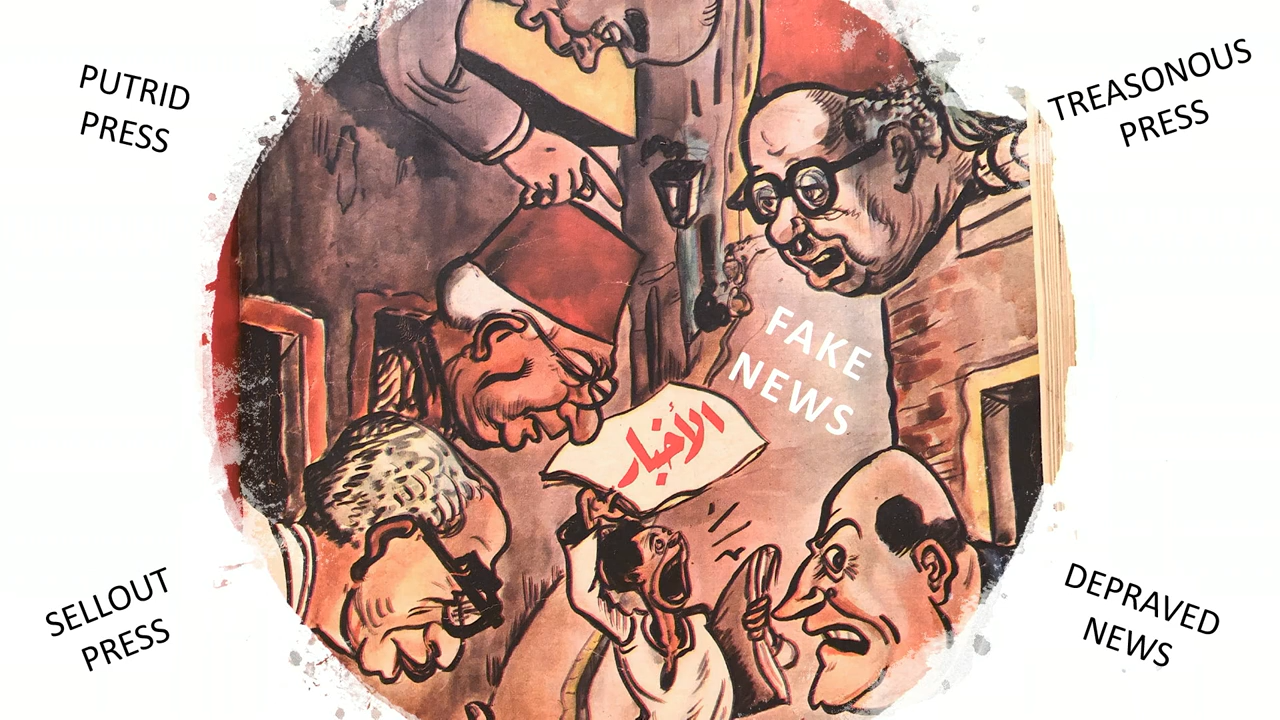 PUTRID
PRESS
TREASONOUS
PRESS
FAKE
NEWS
الأخبار
SELLOUT
PRESS
DEPRAVED
NEWS